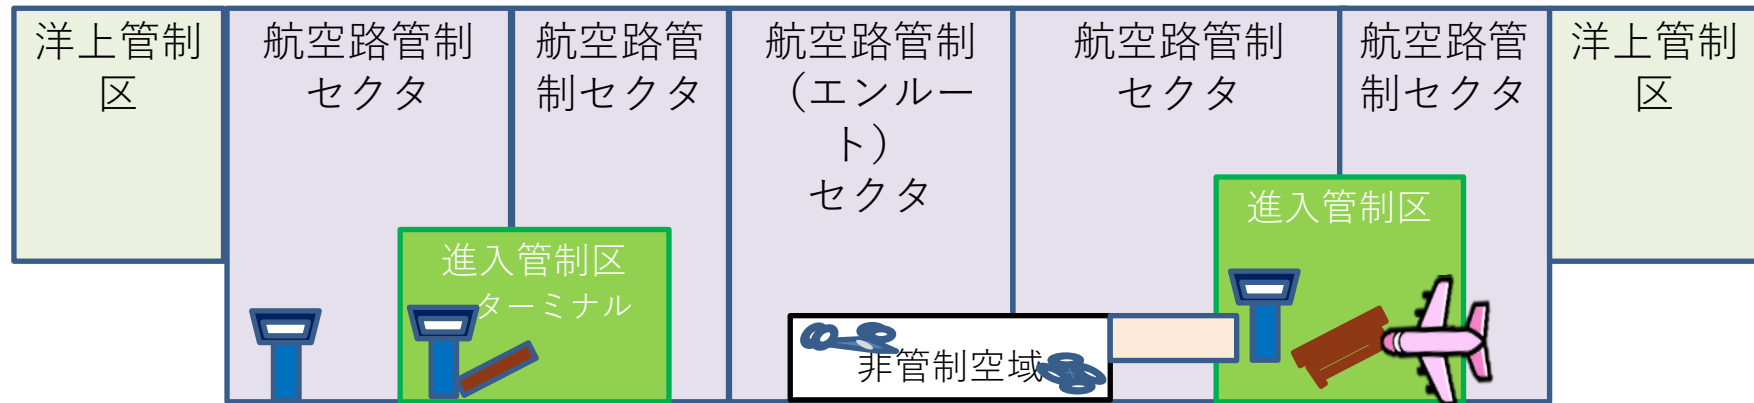 洋上管制
区
航空路管制
セクタ
航空路管
制セクタ
航空路管制
（エンルー
ト）
セクタ
航空路管制
セクタ
航空路管
制セクタ
洋上管制
区
進入管制区
ターミナル
非管制空域
進入管制区